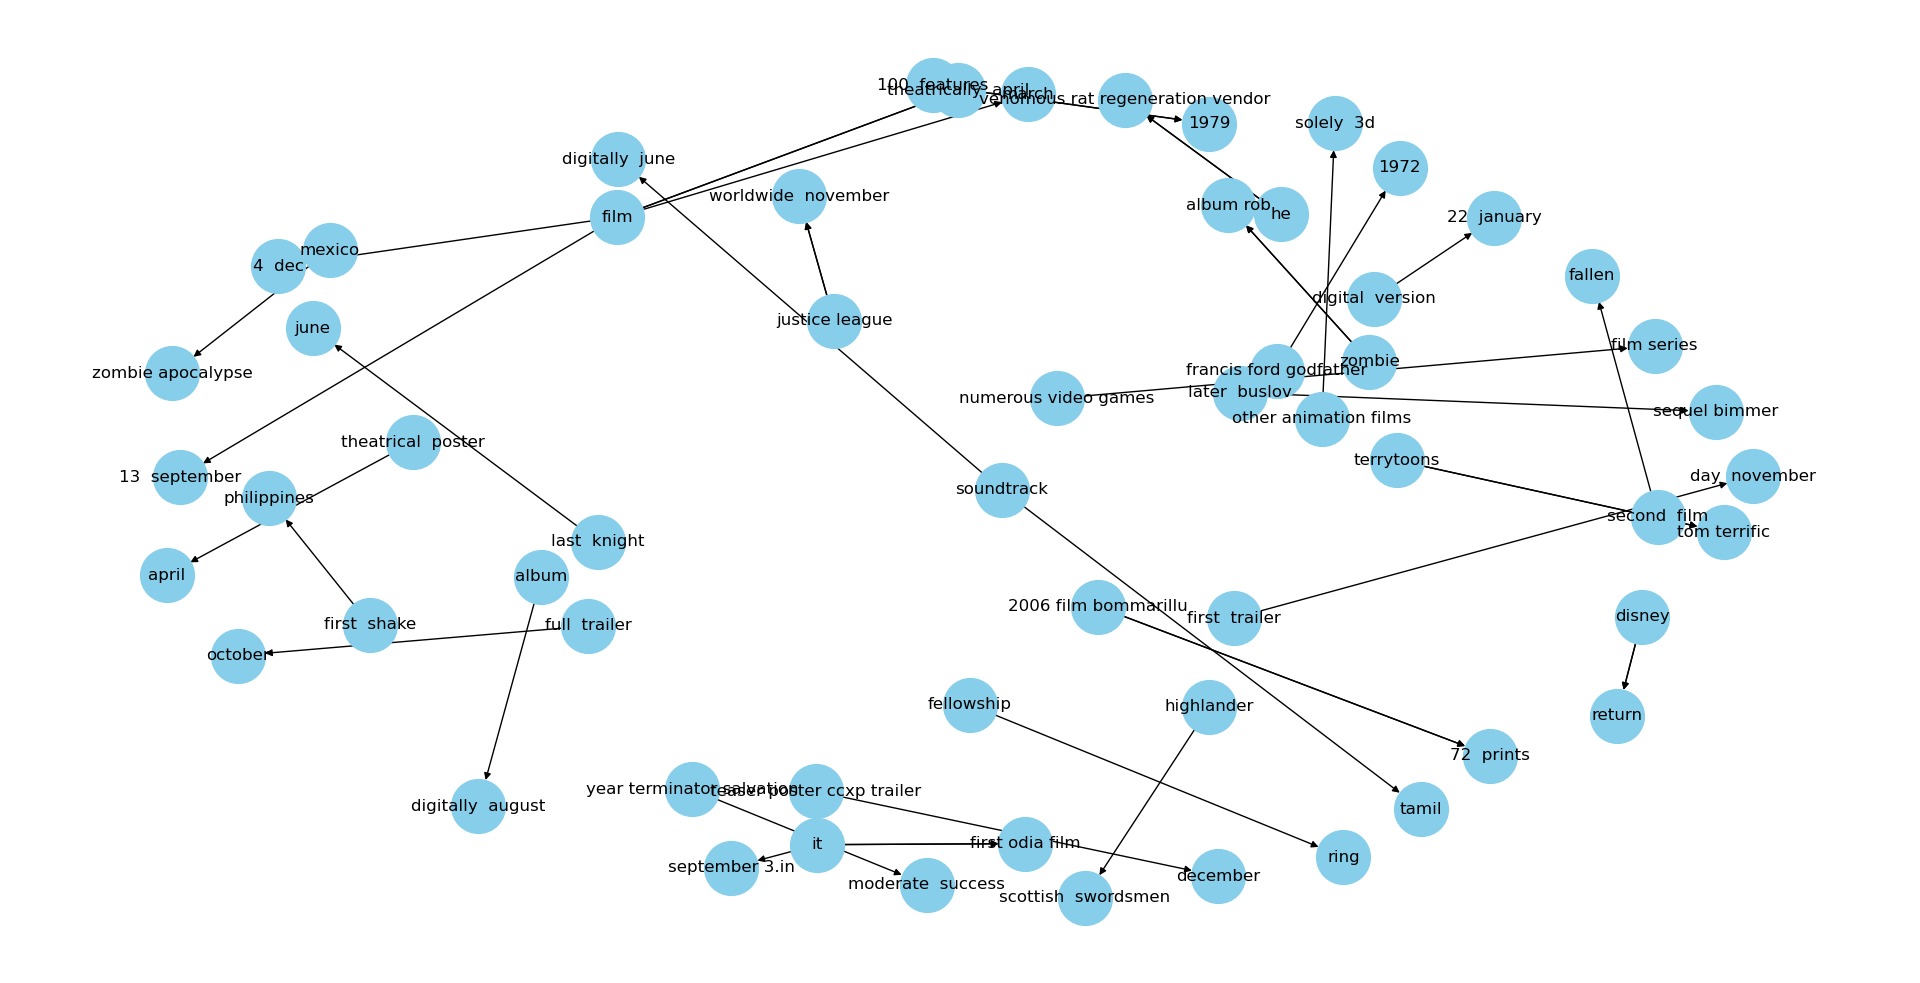 100  features
theatrically  april
march
venomous rat regeneration vendor
1979
solely  3d
digitally  june
1972
worldwide  november
album rob
he
film
22  january
mexico
4  dec
fallen
digital  version
june
justice league
film series
zombie
francis ford godfather
zombie apocalypse
later  buslov
numerous video games
sequel bimmer
other animation films
theatrical  poster
terrytoons
13  september
day  november
soundtrack
philippines
second  film
tom terrific
last  knight
april
album
2006 film bommarillu
first  trailer
disney
first  shake
full  trailer
october
fellowship
highlander
return
72  prints
year terminator salvation
teaser poster ccxp trailer
digitally  august
tamil
it
first odia film
ring
september 3.in
december
moderate  success
scottish  swordsmen